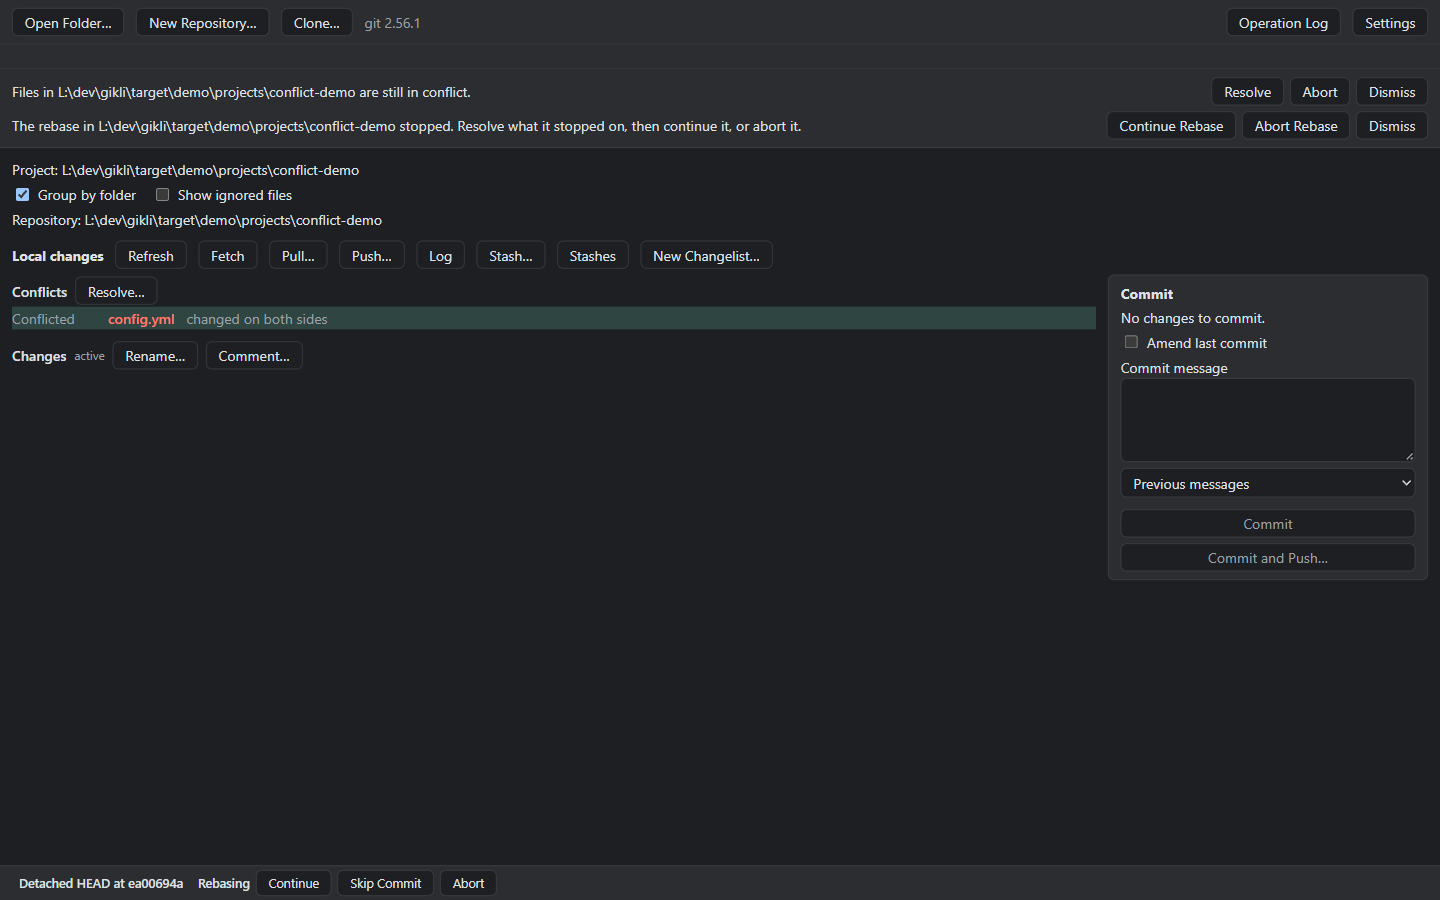 Open Folder... New Repository... Clone... git 2.56.1 Operation Log Settings
Files in L:\dev\gikli\target\demo\projects\conflict-demo are still in conflict. Resolve Abort Dismiss
The rebase in L:\dev\gikli\target\demo\projects\conflict-demo stopped. Resolve what it stopped on, then continue it, or abort it. Continue Rebase Abort Rebase Dismiss
Project: L:\dev\gikli\target\demo\projects\conflict-demo
Group by folder Show ignored files
Repository: L:\dev\gikli\target\demo\projects\conflict-demo
Local changes Refresh Fetch Pull... Push... Log Stash... Stashes New Changelist...
Conflicts Resolve...
Conflicted config.yml changed on both sides
Changes active Rename... Comment...
Commit
No changes to commit.
Amend last commit
Commit message
Previous messages
Commit
Commit and Push...
Detached HEAD at ea00694a Rebasing Continue Skip Commit Abort